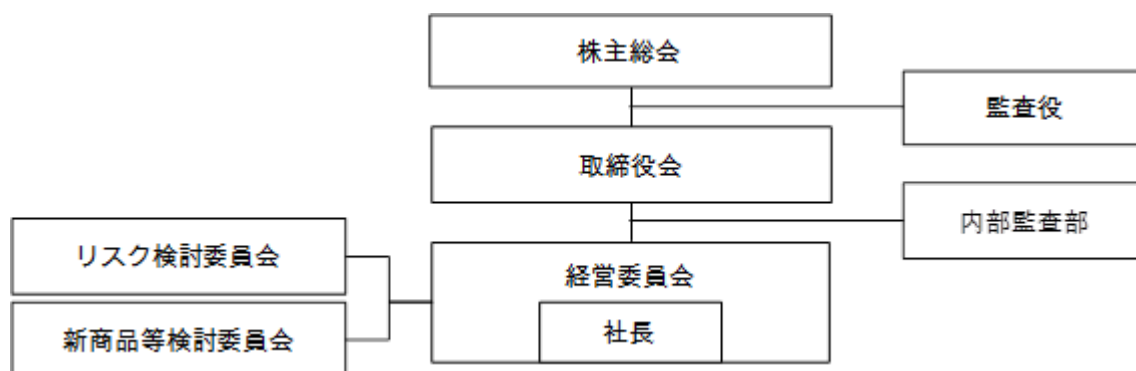 株主総会
監査役
取締役会
内部監査部
リスク検討委員会
経営委員会
社長
新商品等検討委員会